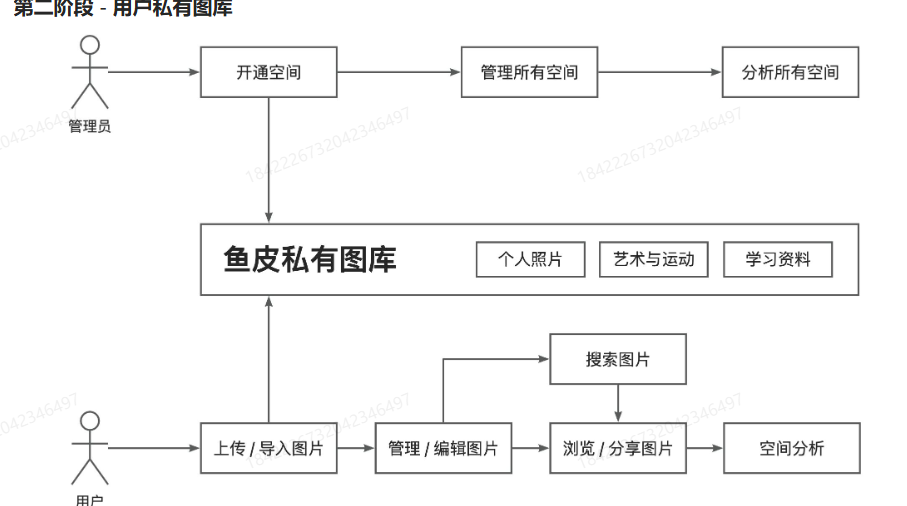 第二阶段 - 用户私有图库
开通空间
管理所有空间
分析所有空间
管理员
1842226732042346497
1842226732042346497
2042346497
鱼皮私有图库
个人照片
艺术与运动
学习资料
搜索图片
上传 / 导入图片
管理 / 编辑图片
浏览 / 分享图片
空间分析
1842226732042346497
1842226732042346497
2042346497
用户